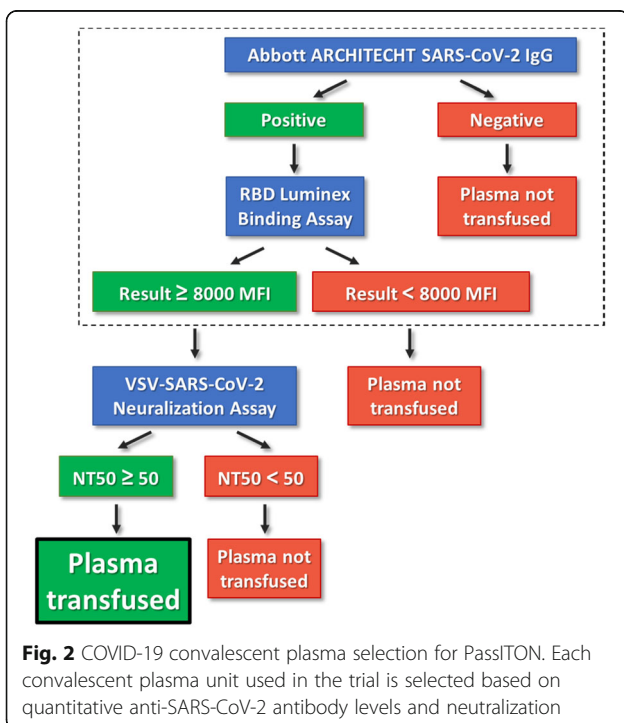 Abbott ARCHITECHT SARS-CoV-2 IgG
Positive
Negative
RBD Luminex
Binding Assay
Plasma not
transfused
Result ≥ 8000 MFI
Result < 8000 MFI
VSV-SARS-CoV-2
Neuralization Assay
Plasma not
transfused
NT50 ≥ 50
NT50 < 50
Plasma
transfused
Plasma not
transfused
Fig. 2 COVID-19 convalescent plasma selection for PassITON. Each
convalescent plasma unit used in the trial is selected based on
quantitative anti-SARS-CoV-2 antibody levels and neutralization